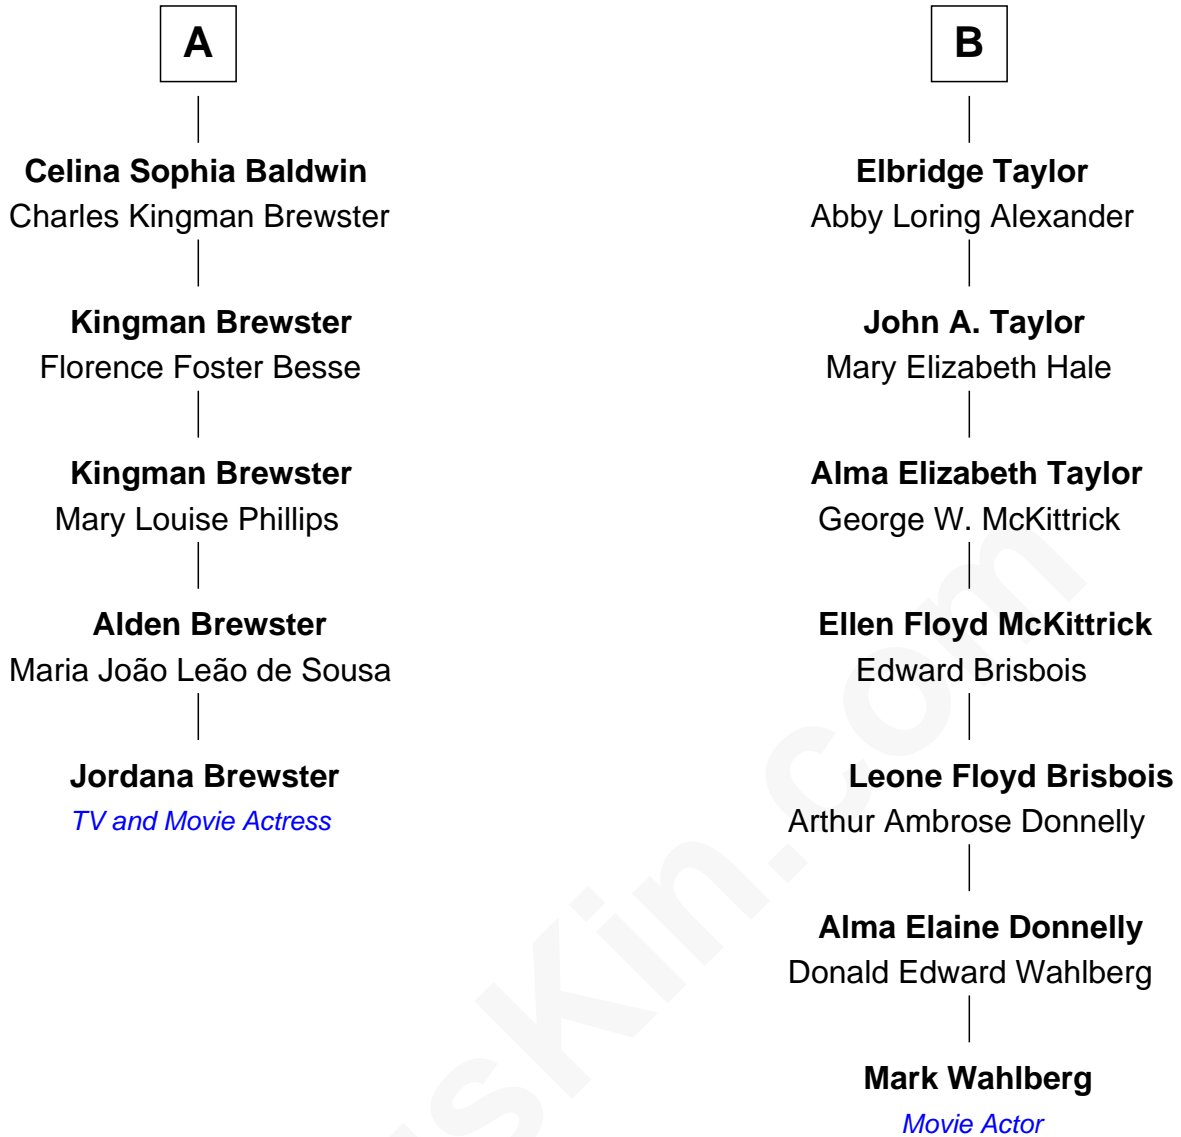 A
Celina Sophia Baldwin
Charles Kingman Brewster
Kingman Brewster
Florence Foster Besse
Kingman Brewster
Mary Louise Phillips
Alden Brewster
Maria João Leão de Sousa
Jordana Brewster
TV and Movie Actress
B
Elbridge Taylor
Abby Loring Alexander
John A. Taylor
Mary Elizabeth Hale
Alma Elizabeth Taylor
George W. McKittrick
Ellen Floyd McKittrick
Edward Brisbois
Leone Floyd Brisbois
Arthur Ambrose Donnelly
Alma Elaine Donnelly
Donald Edward Wahlberg
Mark Wahlberg
Movie Actor
sKin.com